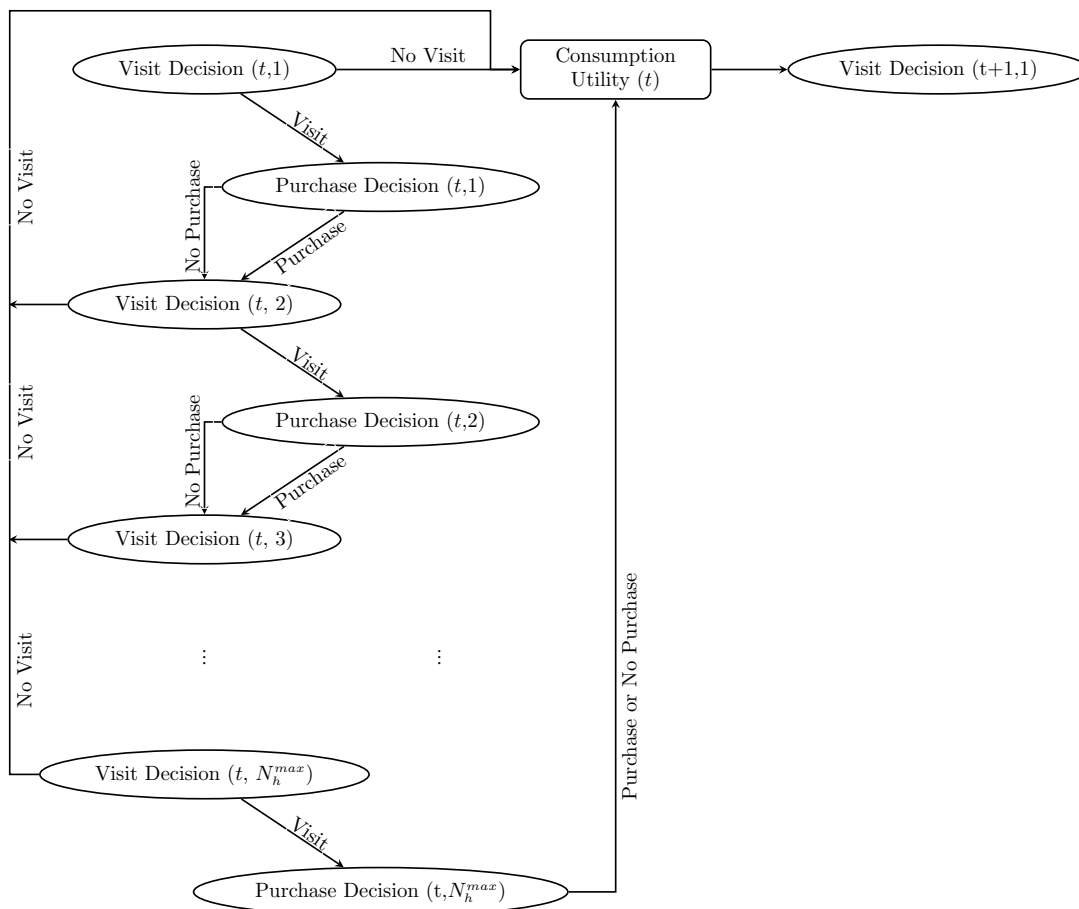 No Visit
Visit Decision (t,1)
Consumption
Utility (t)
Visit Decision (t+1,1)
Visit
No Visit
Purchase Decision (t,1)
No Purchase
Purchase
Visit Decision (t, 2)
Visit
No Visit
Purchase Decision (t,2)
No Purchase
Purchase
Visit Decision (t, 3)
No Visit
⋮ ⋮
Purchase or No Purchase
Visit Decision (t, $N_h^{max}$)
Visit
Purchase Decision (t,$N_h^{max}$)